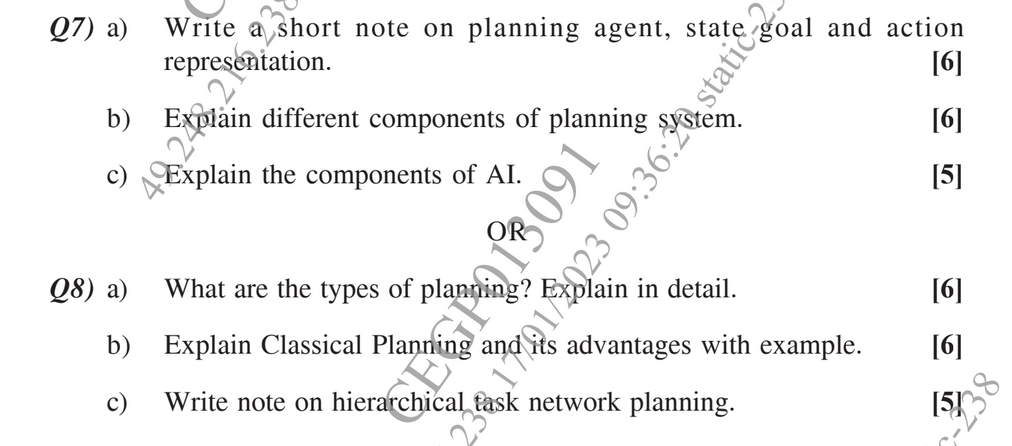 Q7) a) Write a short note on planning agent, state goal and action
representation. [6]
b) Explain different components of planning system. [6]
c) Explain the components of AI. [5]
OR
Q8) a) What are the types of planning? Explain in detail. [6]
b) Explain Classical Planning and its advantages with example. [6]
c) Write note on hierarchical task network planning. [5]
CEGP013091
49.248.216.238
238 17/01/2023 09:36:20 static-23
c-238